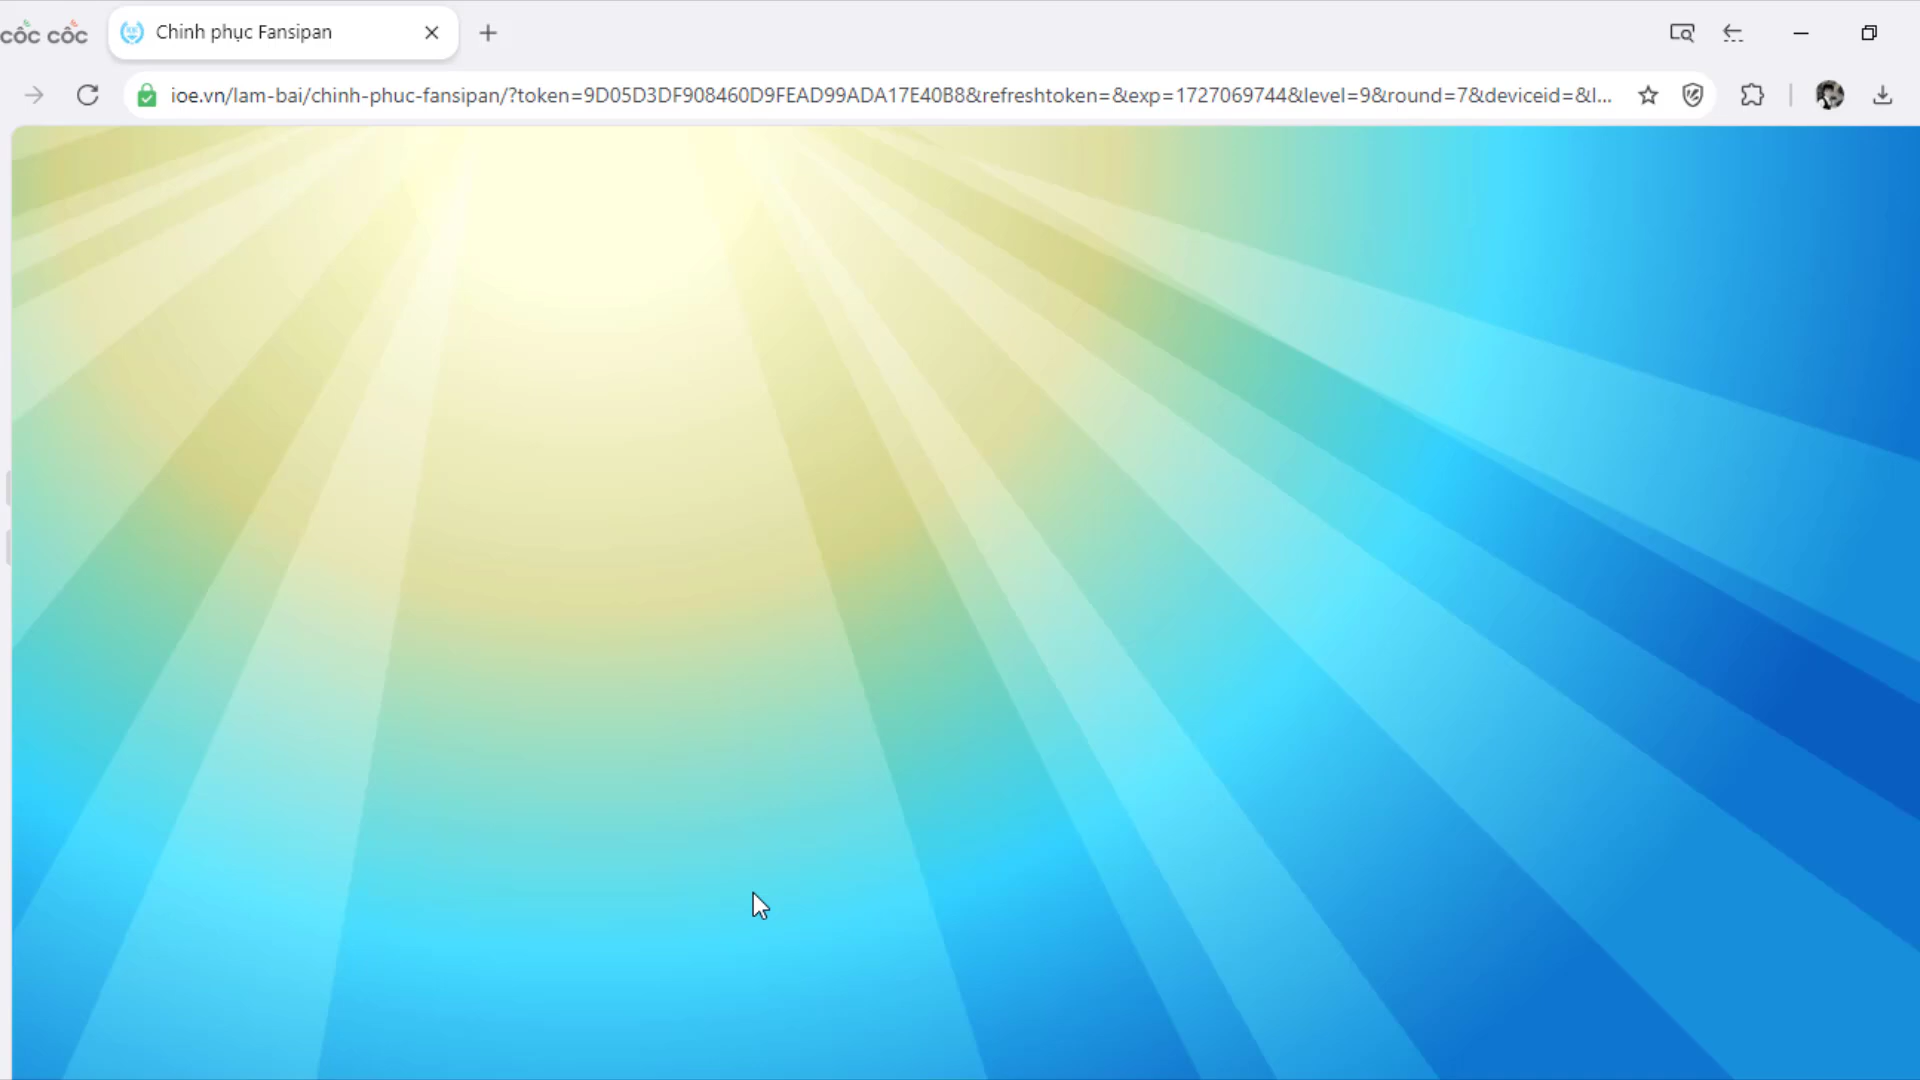 cốc cốc
Chinh phục Fansipan
ioe.vn/lam-bai/chinh-phuc-fansipan/?token=9D05D3DF908460D9FEAD99ADA17E40B8&refreshtoken=&exp=1727069744&level=9&round=7&deviceid=&l...